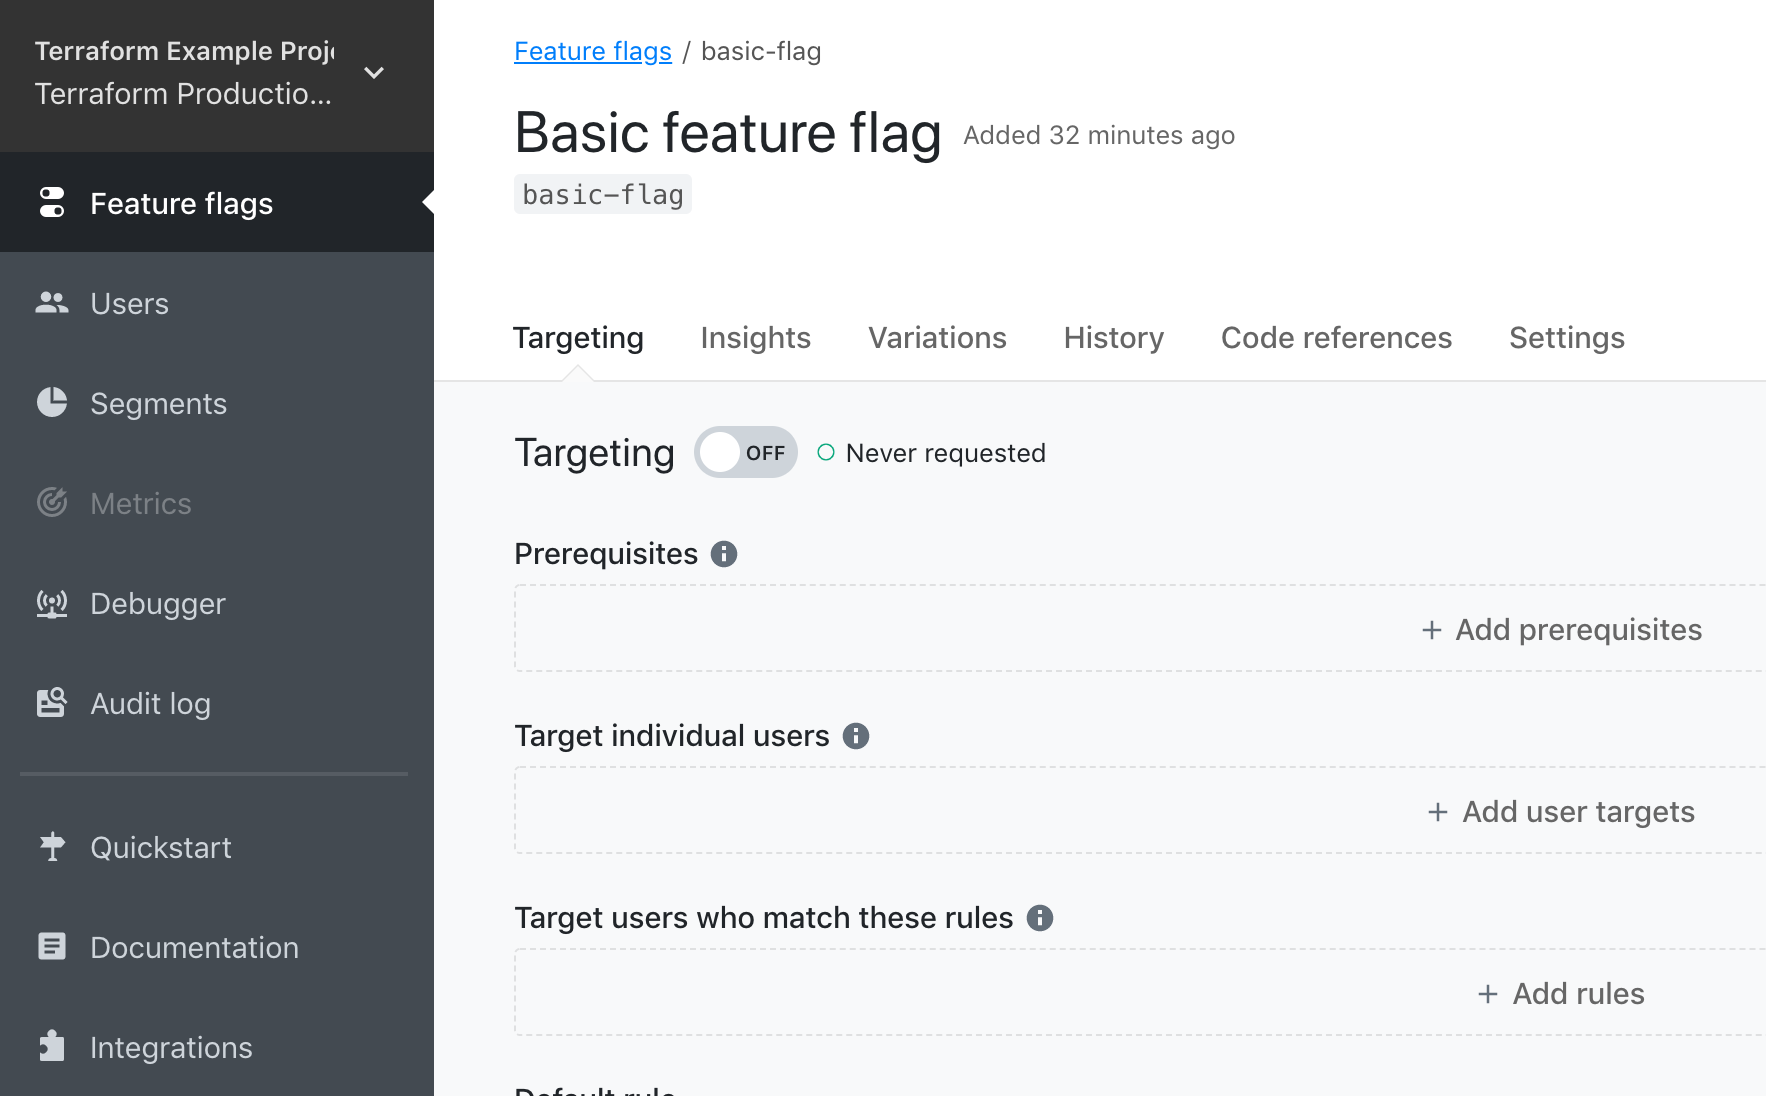 Terraform Example Proj
Terraform Productio...
Feature flags
Users
Segments
Metrics
Debugger
Audit log
Quickstart
Documentation
Integrations
Feature flags / basic-flag
Basic feature flag Added 32 minutes ago
basic-flag
Targeting Insights Variations History Code references Settings
Targeting OFF Never requested
Prerequisites
+ Add prerequisites
Target individual users
+ Add user targets
Target users who match these rules
+ Add rules
Default rule